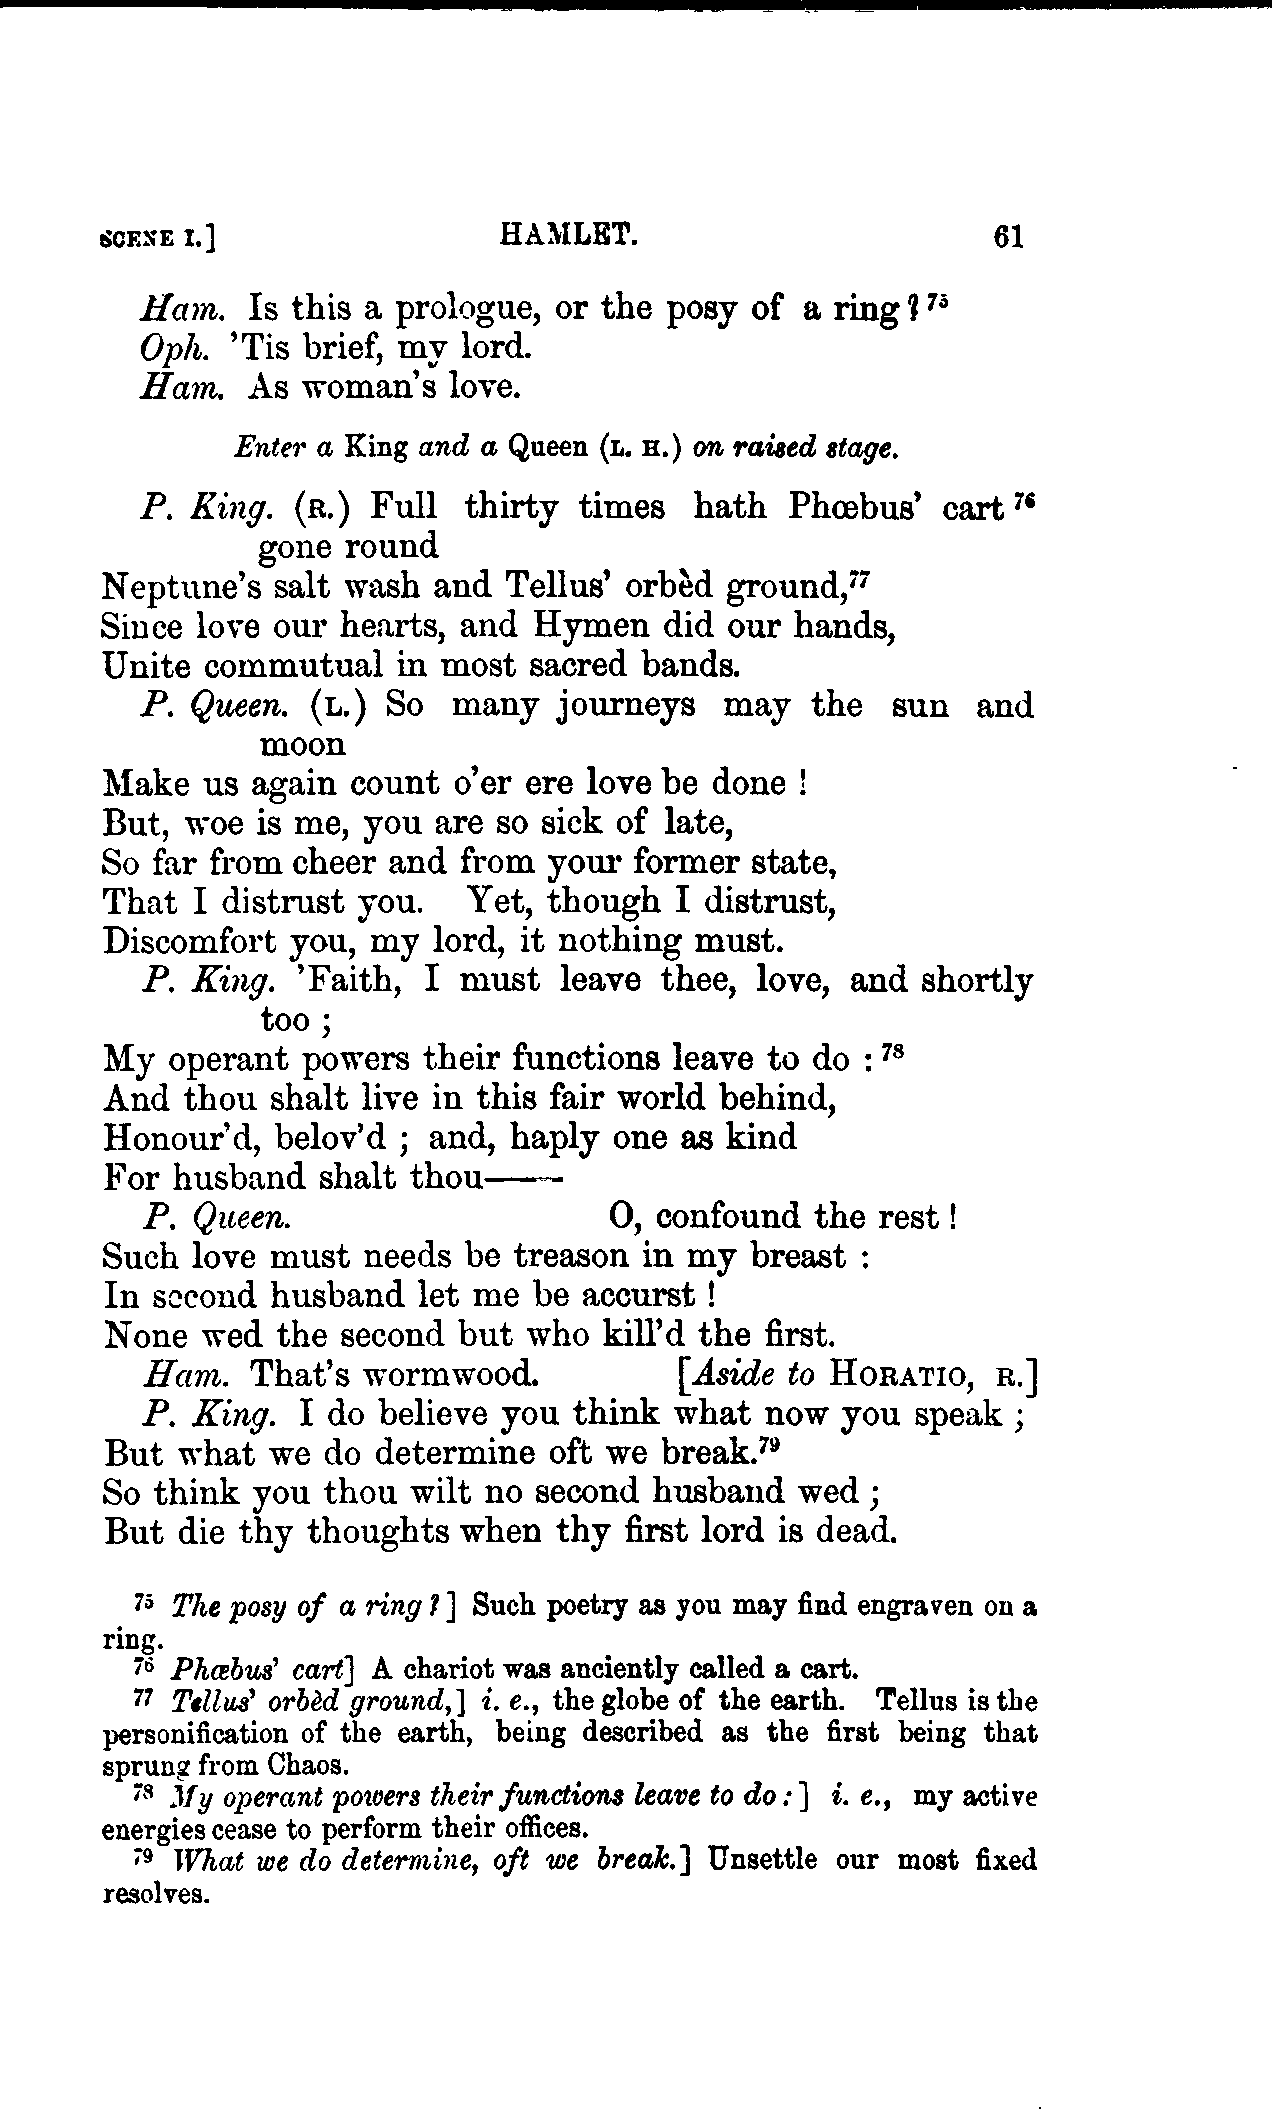 SCENE I.] HAMLET. 61
Ham. Is this a prologue, or the posy of a ring?⁷⁵
Oph. 'Tis brief, my lord.
Ham. As woman's love.
Enter a King and a Queen (L. H.) on raised stage.
P. King. (R.) Full thirty times hath Phœbus' cart⁷⁶
gone round
Neptune's salt wash and Tellus' orbèd ground,⁷⁷
Since love our hearts, and Hymen did our hands,
Unite commutual in most sacred bands.
P. Queen. (L.) So many journeys may the sun and
moon
Make us again count o'er ere love be done!
But, woe is me, you are so sick of late,
So far from cheer and from your former state,
That I distrust you. Yet, though I distrust,
Discomfort you, my lord, it nothing must.
P. King. 'Faith, I must leave thee, love, and shortly
too;
My operant powers their functions leave to do:⁷⁸
And thou shalt live in this fair world behind,
Honour'd, belov'd; and, haply one as kind
For husband shalt thou——
P. Queen. O, confound the rest!
Such love must needs be treason in my breast:
In second husband let me be accurst!
None wed the second but who kill'd the first.
Ham. That's wormwood. [Aside to HORATIO, R.]
P. King. I do believe you think what now you speak;
But what we do determine oft we break.⁷⁹
So think you thou wilt no second husband wed;
But die thy thoughts when thy first lord is dead.
⁷⁵ The posy of a ring?] Such poetry as you may find engraven on a
ring.
⁷⁶ Phœbus' cart] A chariot was anciently called a cart.
⁷⁷ Tellus' orbèd ground,] i. e., the globe of the earth. Tellus is the
personification of the earth, being described as the first being that
sprung from Chaos.
⁷⁸ My operant powers their functions leave to do:] i. e., my active
energies cease to perform their offices.
⁷⁹ What we do determine, oft we break.] Unsettle our most fixed
resolves.